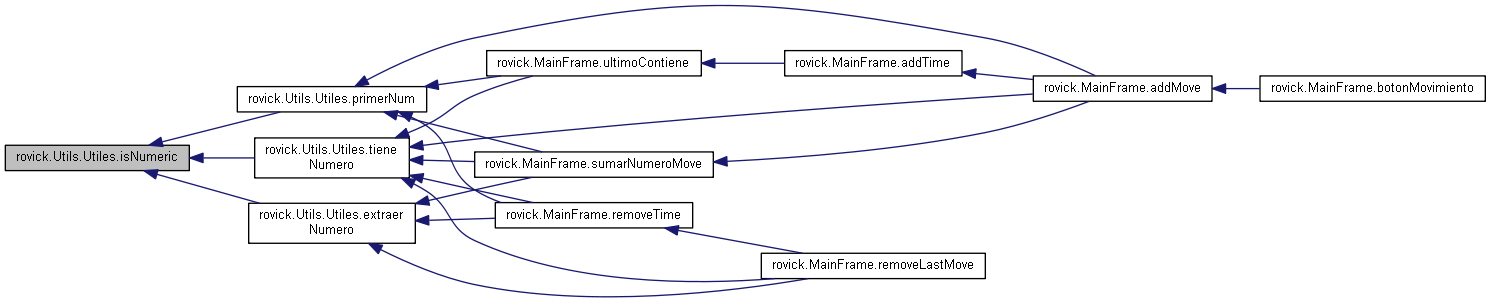 rovick.Utils.Utiles.isNumeric
rovick.Utils.Utiles.primerNum
rovick.Utils.Utiles.tiene
Numero
rovick.Utils.Utiles.extraer
Numero
rovick.MainFrame.ultimoContiene
rovick.MainFrame.sumarNumeroMove
rovick.MainFrame.removeTime
rovick.MainFrame.addTime
rovick.MainFrame.removeLastMove
rovick.MainFrame.addMove
rovick.MainFrame.botonMovimiento